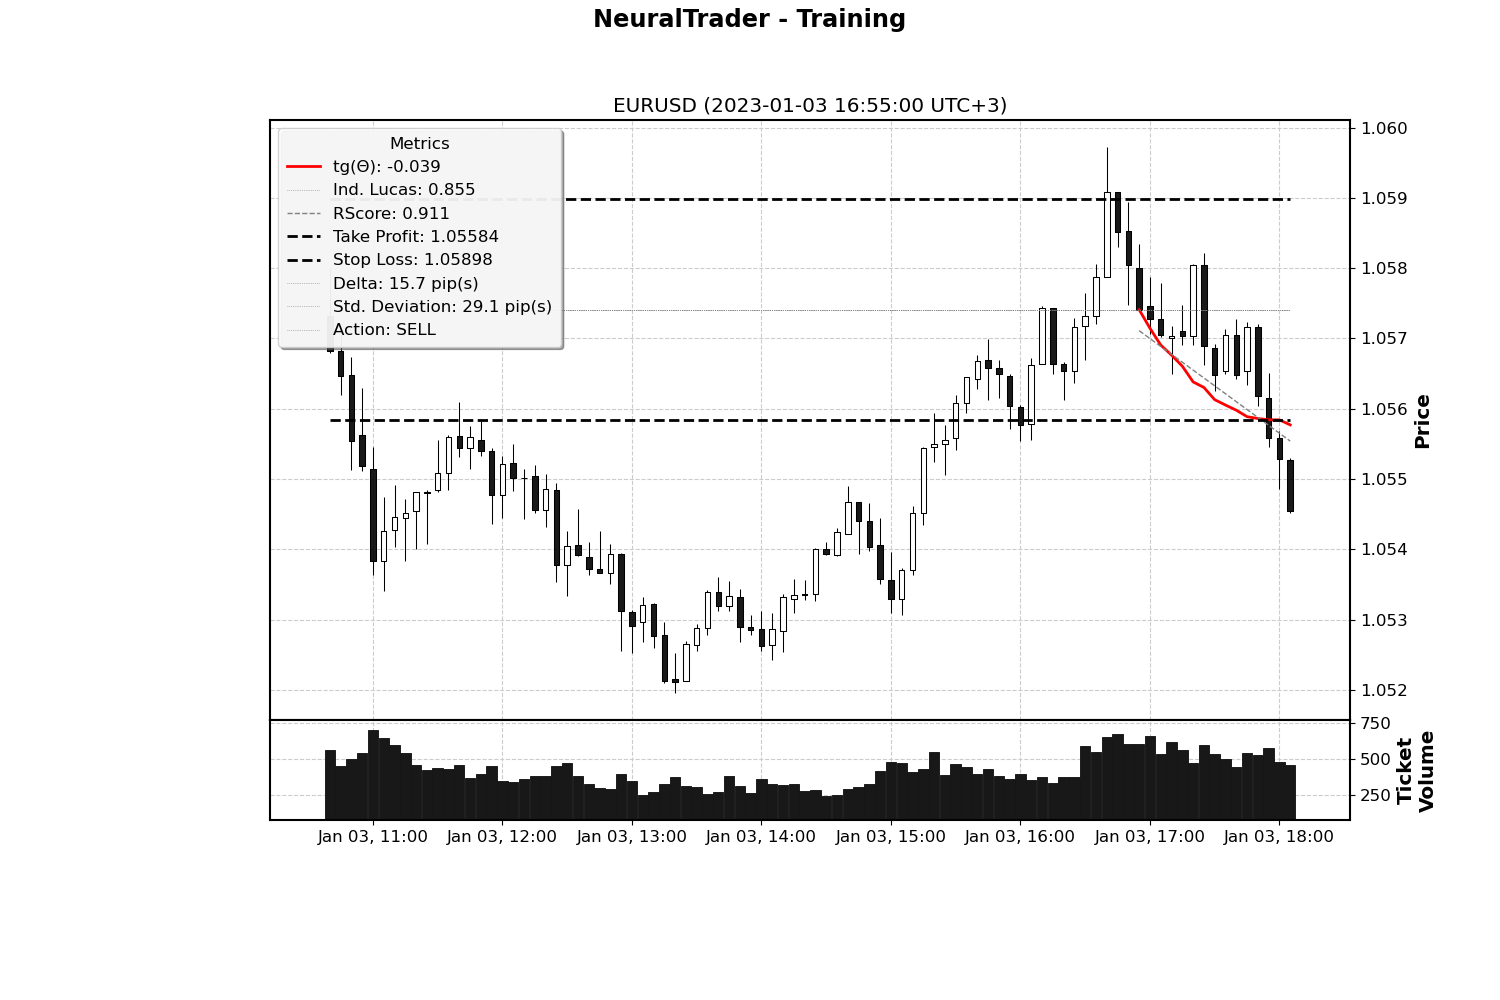 NeuralTrader - Training
EURUSD (2023-01-03 16:55:00 UTC+3)
Metrics
tg(Θ): -0.039
Ind. Lucas: 0.855
RScore: 0.911
Take Profit: 1.05584
Stop Loss: 1.05898
Delta: 15.7 pip(s)
Std. Deviation: 29.1 pip(s)
Action: SELL
1.060
1.059
1.058
1.057
1.056
1.055
1.054
1.053
1.052
Price
750
500
250
Ticket
Volume
Jan 03, 11:00 Jan 03, 12:00 Jan 03, 13:00 Jan 03, 14:00 Jan 03, 15:00 Jan 03, 16:00 Jan 03, 17:00 Jan 03, 18:00